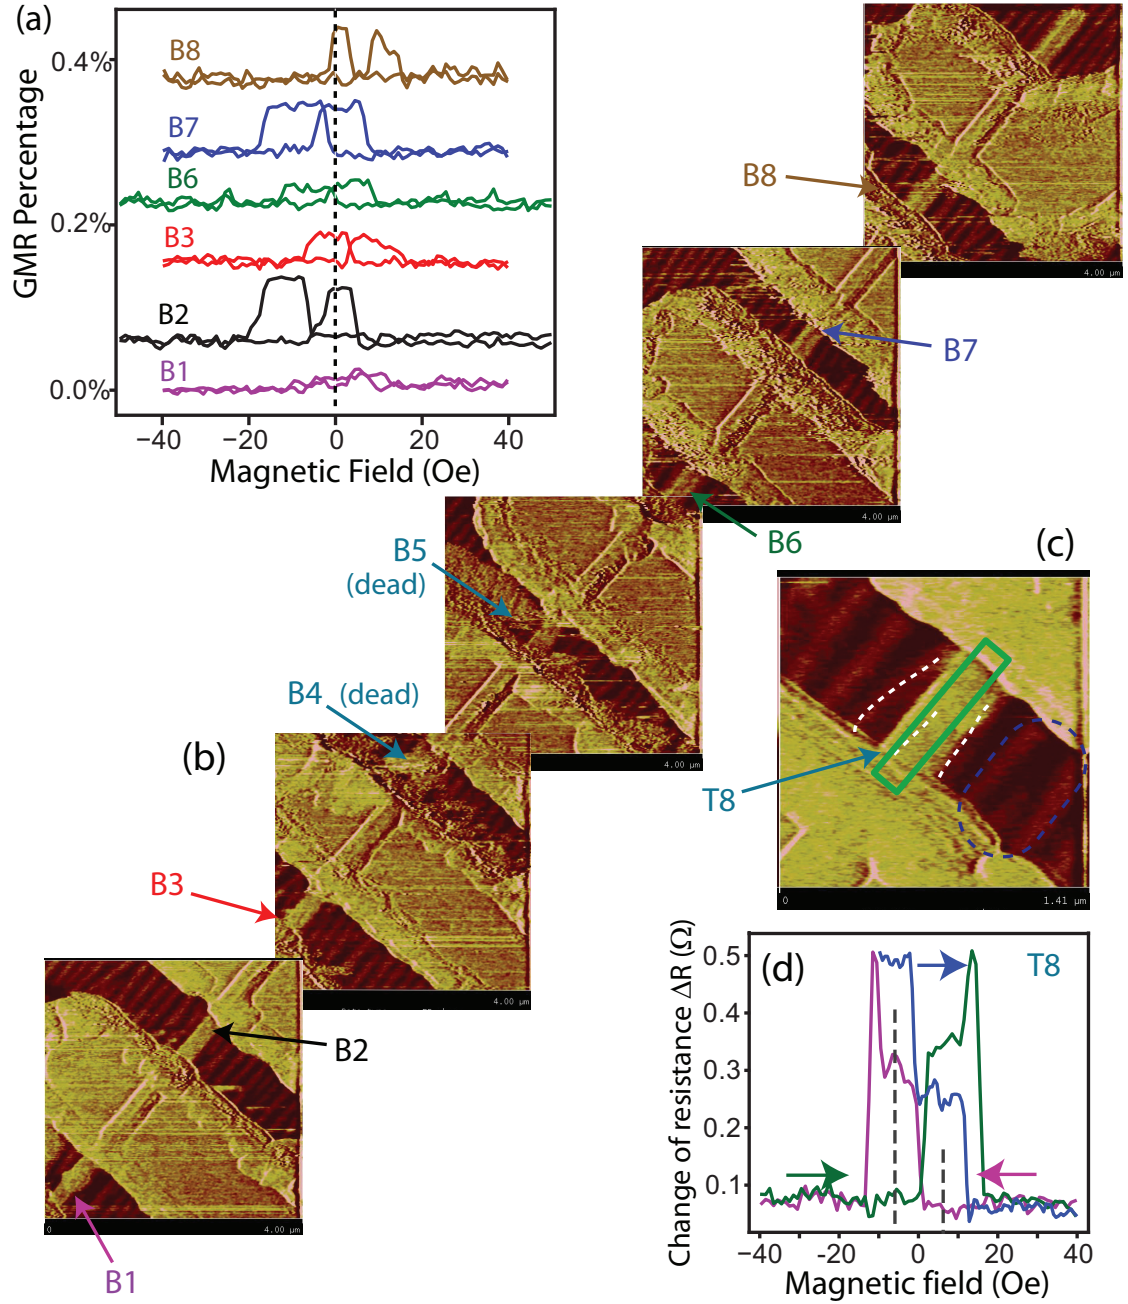 (a)
GMR Percentage
0.4%
0.2%
0.0%
B8
B7
B6
B3
B2
B1
−40
−20
0
20
40
Magnetic Field (Oe)
B8
4.00 µm
B7
4.00 µm
B6
B5
(dead)
4.00 µm
B4 (dead)
(b)
B3
4.00 µm
B2
0
4.00 µm
B1
(c)
T8
0
1.41 µm
(d)
T8
Change of resistance ΔR (Ω)
0.5
0.4
0.3
0.2
0.1
−40
−20
0
20
40
Magnetic field (Oe)